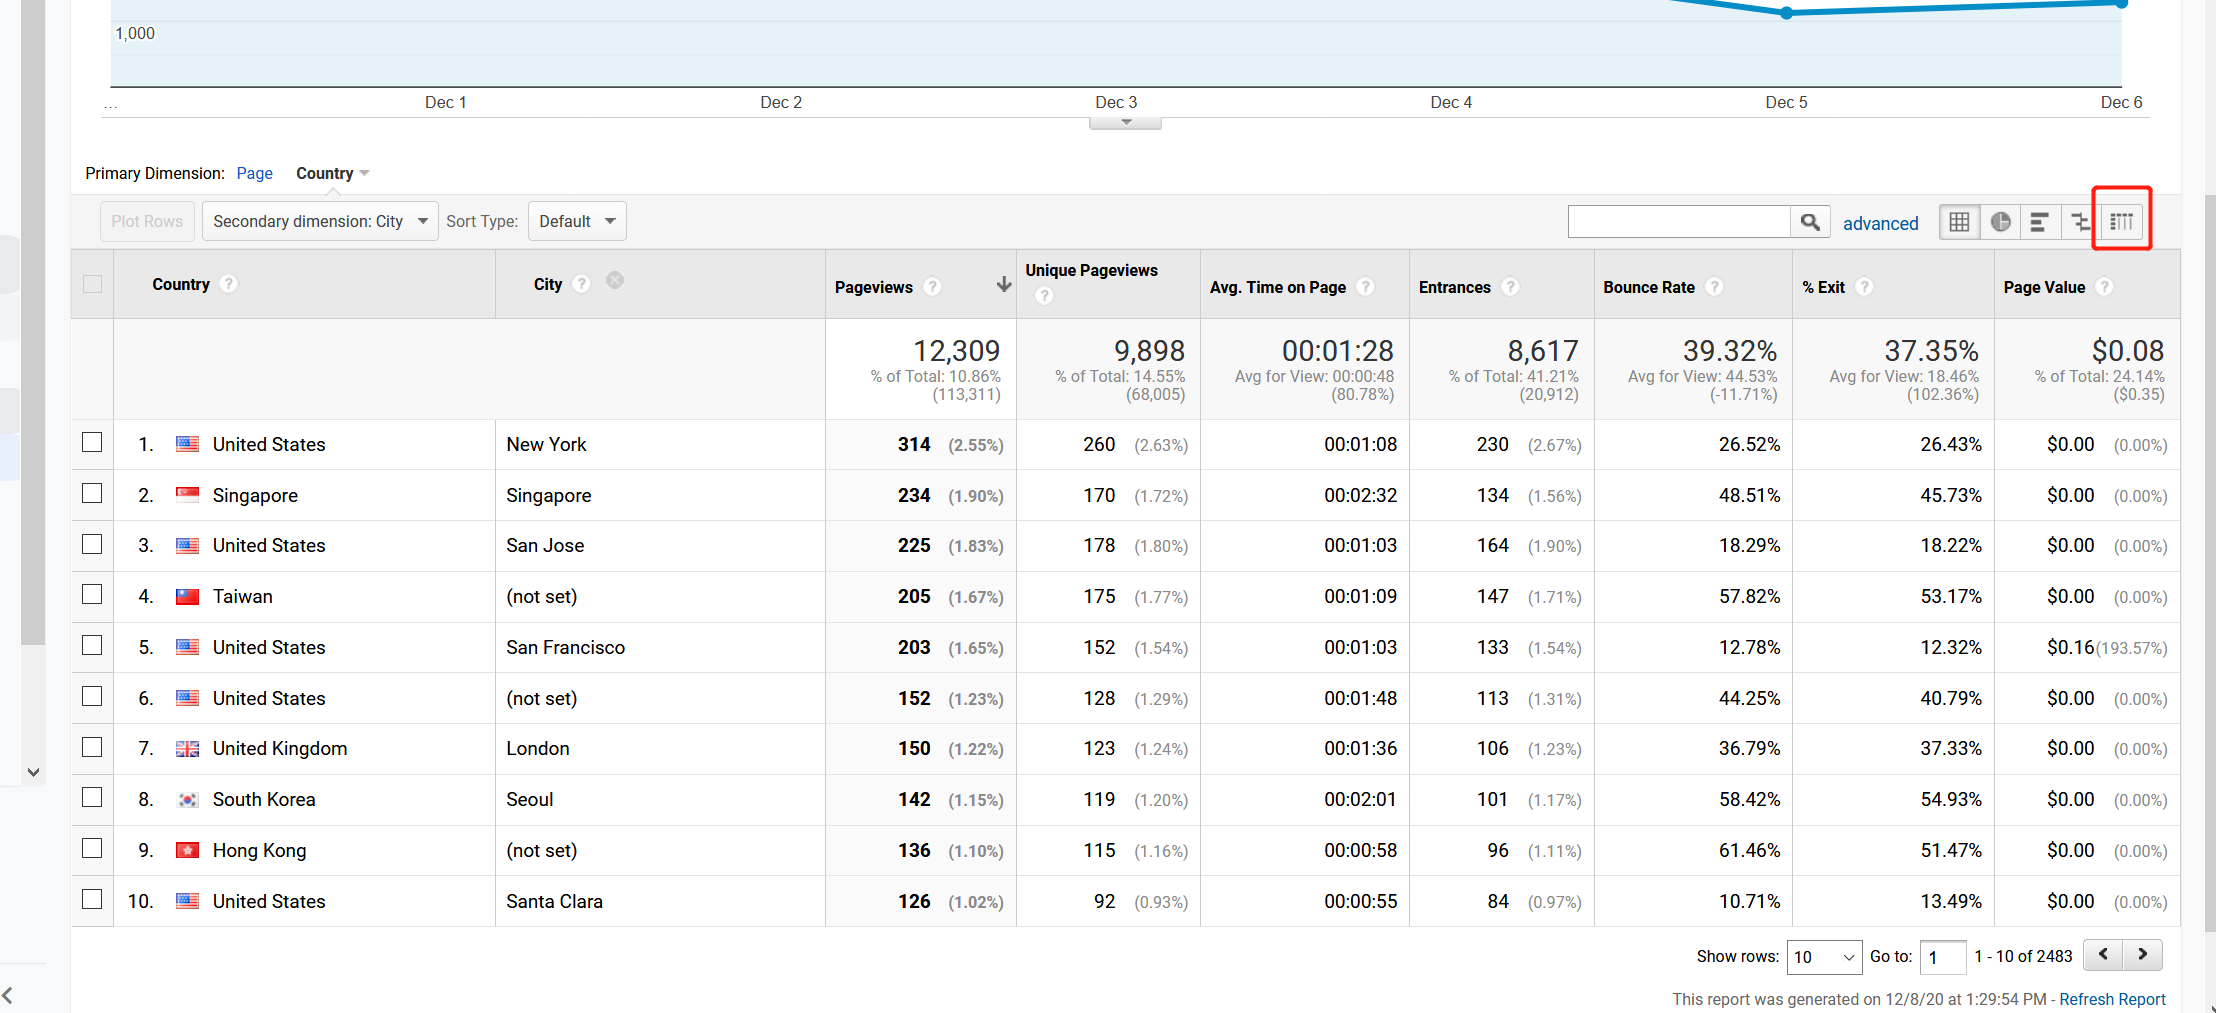 1,000
... Dec 1 Dec 2 Dec 3 Dec 4 Dec 5 Dec 6
Primary Dimension: Page Country
Plot Rows Secondary dimension: City Sort Type: Default advanced
Country ? City ? Pageviews ? Unique Pageviews ? Avg. Time on Page ? Entrances ? Bounce Rate ? % Exit ? Page Value ?
12,309 9,898 00:01:28 8,617 39.32% 37.35% $0.08
% of Total: 10.86% % of Total: 14.55% Avg for View: 00:00:48 % of Total: 41.21% Avg for View: 44.53% Avg for View: 18.46% % of Total: 24.14%
(113,311) (68,005) (80.78%) (20,912) (-11.71%) (102.36%) ($0.35)
1. United States New York 314 (2.55%) 260 (2.63%) 00:01:08 230 (2.67%) 26.52% 26.43% $0.00 (0.00%)
2. Singapore Singapore 234 (1.90%) 170 (1.72%) 00:02:32 134 (1.56%) 48.51% 45.73% $0.00 (0.00%)
3. United States San Jose 225 (1.83%) 178 (1.80%) 00:01:03 164 (1.90%) 18.29% 18.22% $0.00 (0.00%)
4. Taiwan (not set) 205 (1.67%) 175 (1.77%) 00:01:09 147 (1.71%) 57.82% 53.17% $0.00 (0.00%)
5. United States San Francisco 203 (1.65%) 152 (1.54%) 00:01:03 133 (1.54%) 12.78% 12.32% $0.16(193.57%)
6. United States (not set) 152 (1.23%) 128 (1.29%) 00:01:48 113 (1.31%) 44.25% 40.79% $0.00 (0.00%)
7. United Kingdom London 150 (1.22%) 123 (1.24%) 00:01:36 106 (1.23%) 36.79% 37.33% $0.00 (0.00%)
8. South Korea Seoul 142 (1.15%) 119 (1.20%) 00:02:01 101 (1.17%) 58.42% 54.93% $0.00 (0.00%)
9. Hong Kong (not set) 136 (1.10%) 115 (1.16%) 00:00:58 96 (1.11%) 61.46% 51.47% $0.00 (0.00%)
10. United States Santa Clara 126 (1.02%) 92 (0.93%) 00:00:55 84 (0.97%) 10.71% 13.49% $0.00 (0.00%)
Show rows: 10 Go to: 1 1 - 10 of 2483
This report was generated on 12/8/20 at 1:29:54 PM - Refresh Report